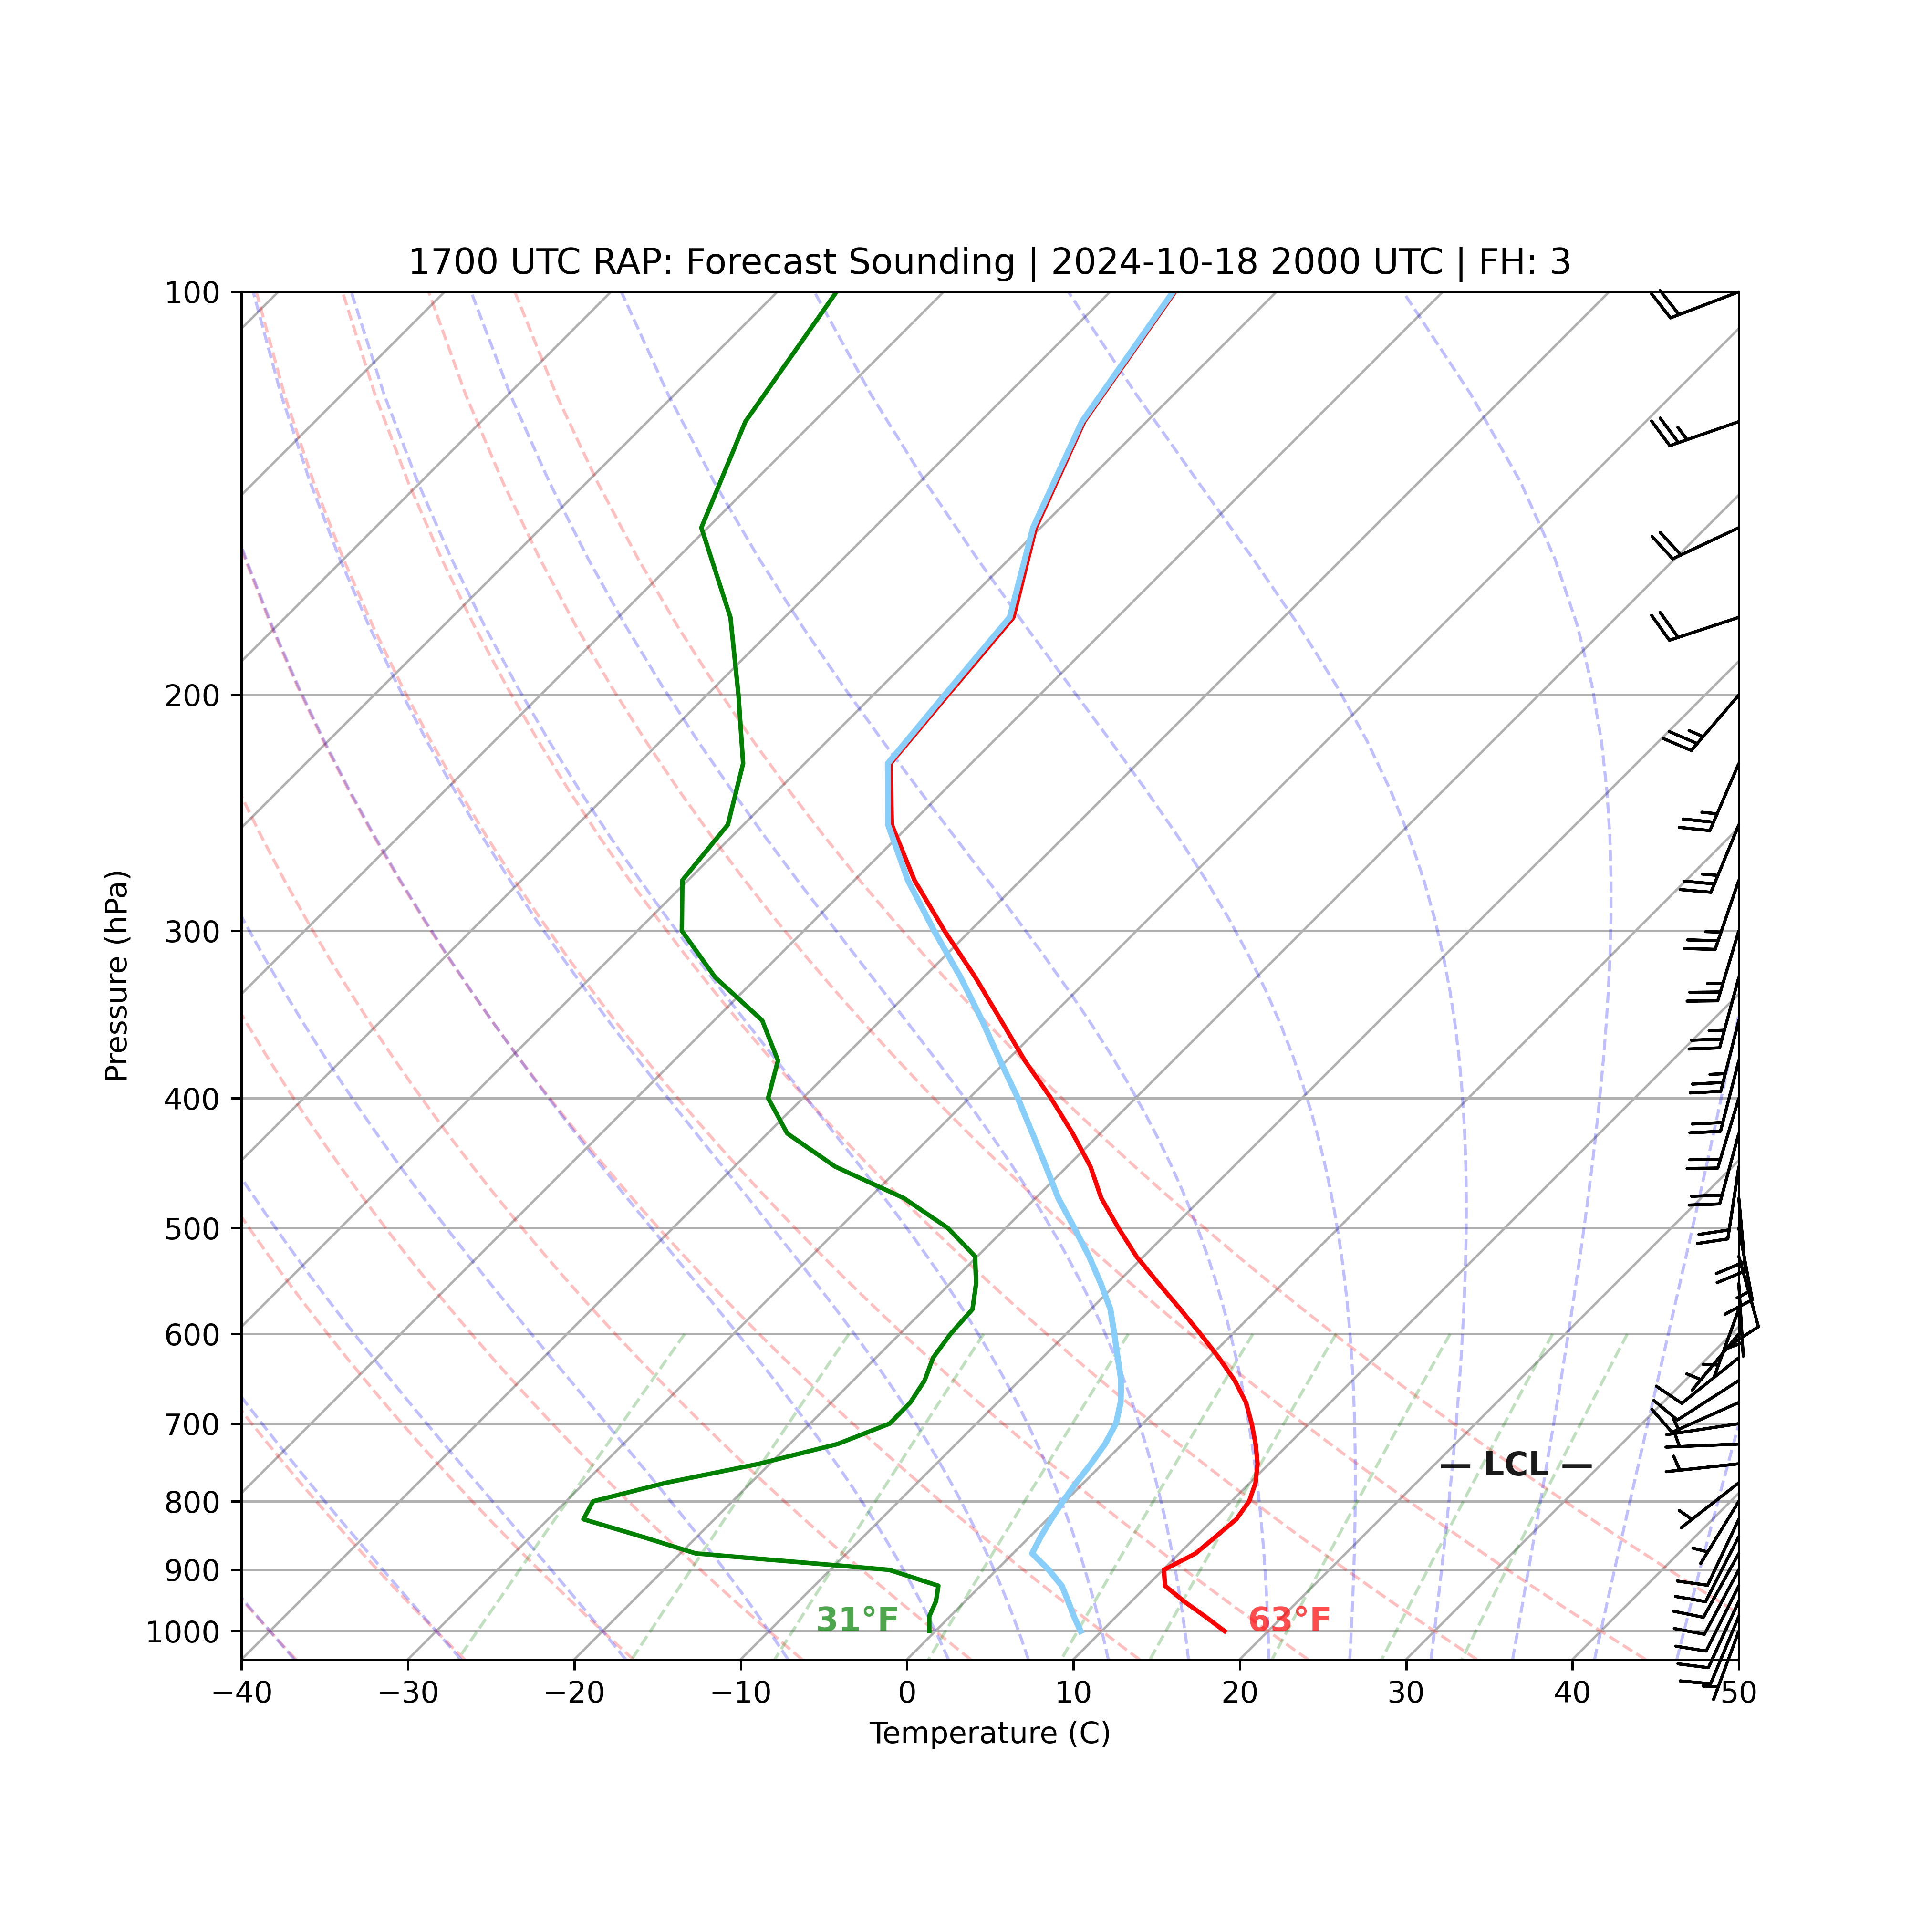 1700 UTC RAP: Forecast Sounding | 2024-10-18 2000 UTC | FH: 3
100
200
300
400
500
600
700
800
900
1000
Pressure (hPa)
— LCL —
31°F
63°F
−40 −30 −20 −10 0 10 20 30 40 50
Temperature (C)